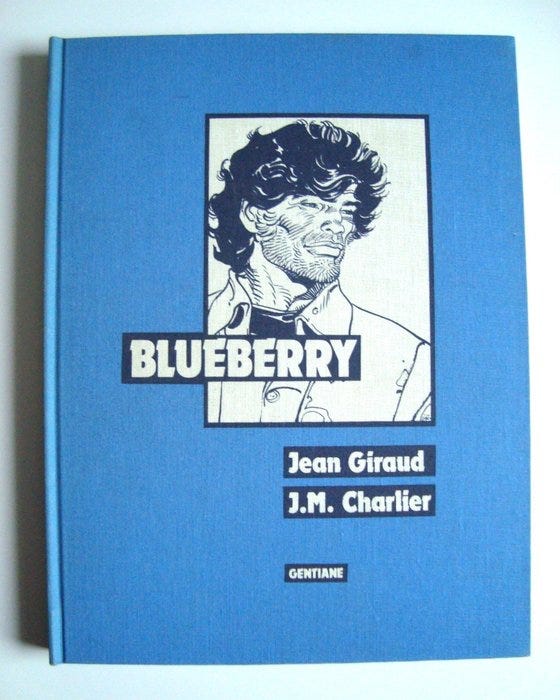 BLUEBERRY
Jean Giraud
J.M. Charlier
GENTIANE